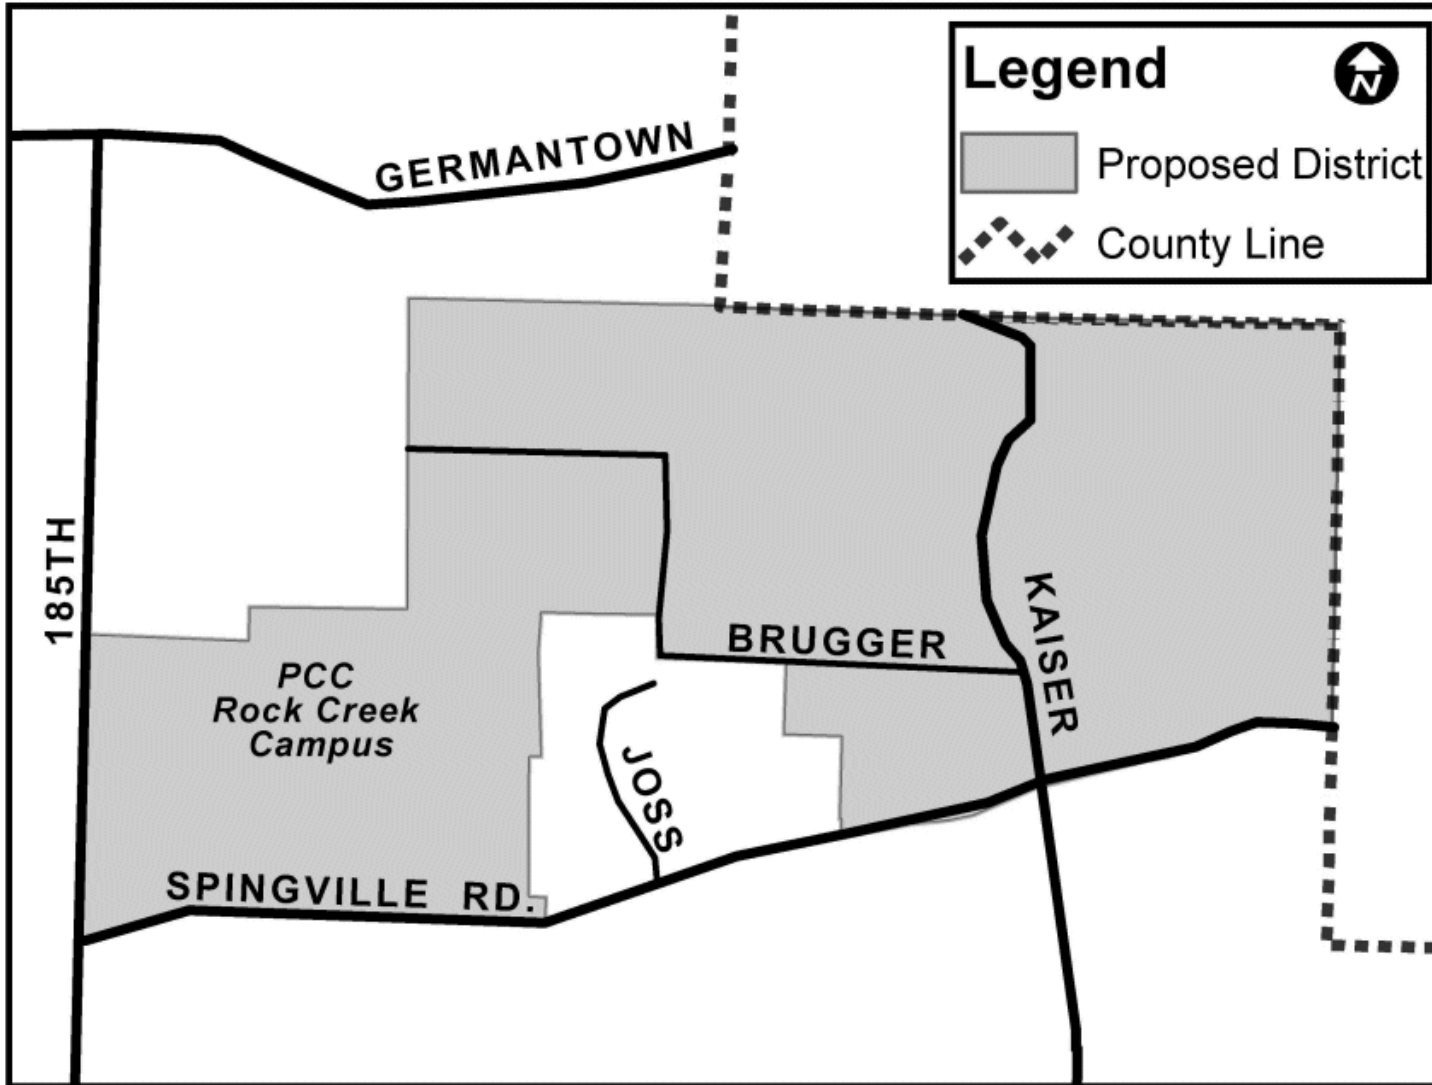 Legend
N
Proposed District
County Line
GERMANTOWN
185TH
BRUGGER
KAISER
PCC
Rock Creek
Campus
JOSS
SPINGVILLE RD.